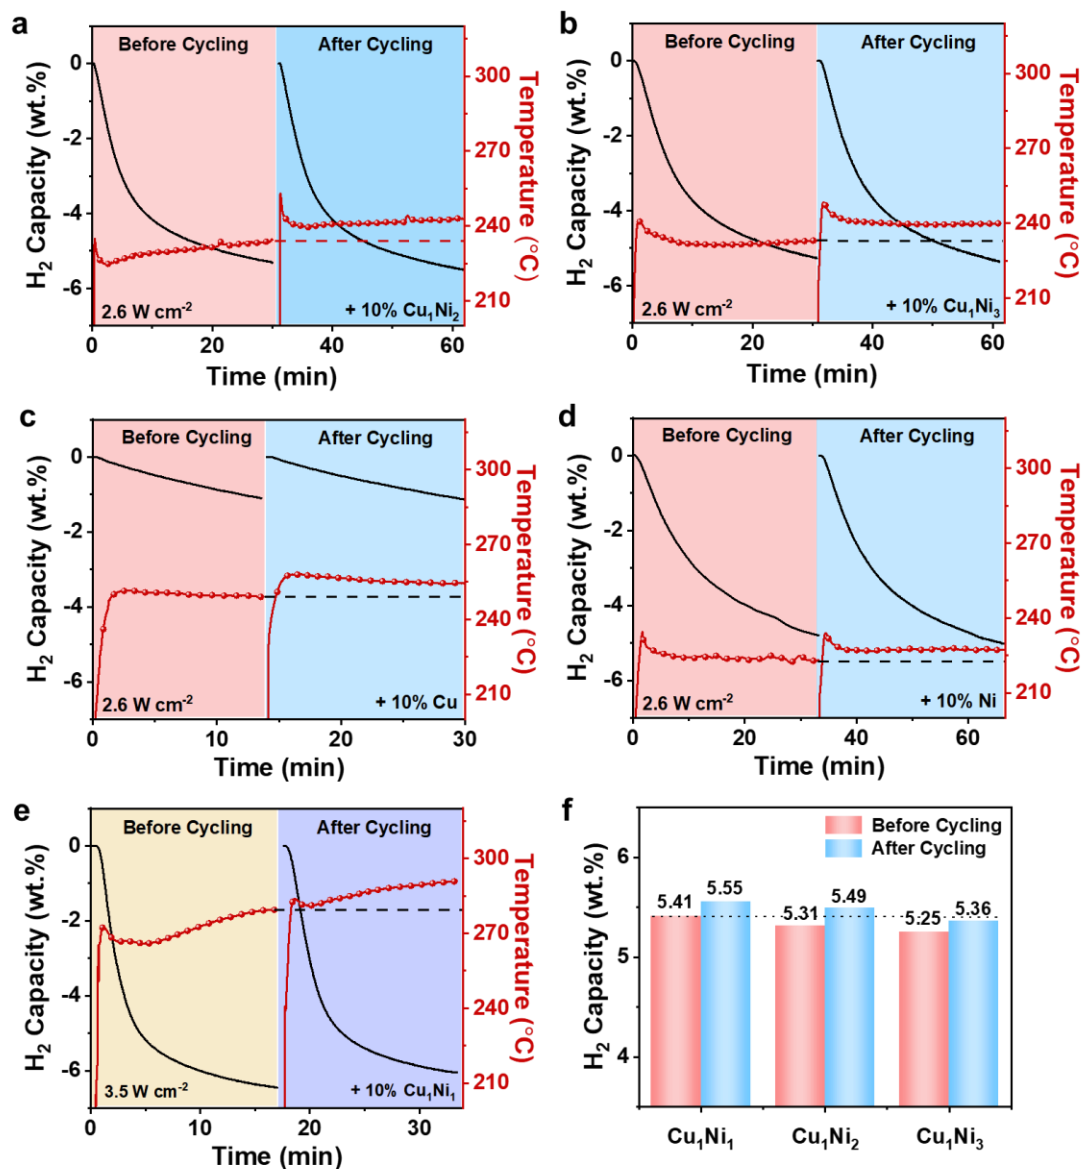 a
Before Cycling After Cycling
H₂ Capacity (wt.%)
0
-2
-4
-6
300
270
240
210
Temperature (°C)
2.6 W cm⁻²
+ 10% Cu₁Ni₂
0 20 40 60
Time (min)
b
Before Cycling After Cycling
H₂ Capacity (wt.%)
0
-2
-4
-6
300
270
240
210
Temperature (°C)
2.6 W cm⁻²
+ 10% Cu₁Ni₃
0 20 40 60
Time (min)
c
Before Cycling After Cycling
H₂ Capacity (wt.%)
0
-2
-4
-6
300
270
240
210
Temperature (°C)
2.6 W cm⁻²
+ 10% Cu
0 10 20 30
Time (min)
d
Before Cycling After Cycling
H₂ Capacity (wt.%)
0
-2
-4
-6
300
270
240
210
Temperature (°C)
2.6 W cm⁻²
+ 10% Ni
0 20 40 60
Time (min)
e
Before Cycling After Cycling
H₂ Capacity (wt.%)
0
-2
-4
-6
300
270
240
210
Temperature (°C)
3.5 W cm⁻²
+ 10% Cu₁Ni₁
0 10 20 30
Time (min)
f
Before Cycling
After Cycling
H₂ Capacity (wt.%)
6
5
4
5.41 5.55 5.31 5.49 5.25 5.36
Cu₁Ni₁ Cu₁Ni₂ Cu₁Ni₃